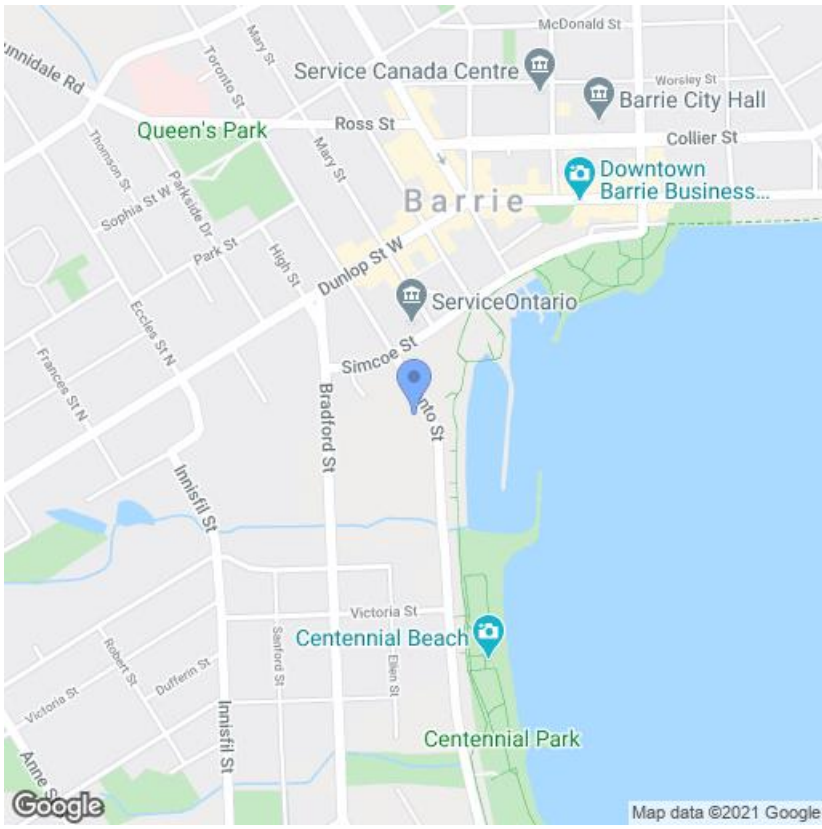 McDonald St
unnidale Rd
Toronto St
Mary St
Service Canada Centre
Worsley St
Barrie City Hall
Queen's Park
Ross St
Collier St
Thomson St
Mary St
Downtown
Barrie Business...
Parkside Dr
Barrie
Sophia St W
Park St
High St
Dunlop St W
ServiceOntario
Eccles St N
Simcoe St
Frances St N
Bradford St
onto St
Innisfil St
Victoria St
Centennial Beach
Robert St
Sanford St
Ellen St
Dufferin St
Victoria St
Innisfil St
Centennial Park
Anne S
Google
Map data ©2021 Google